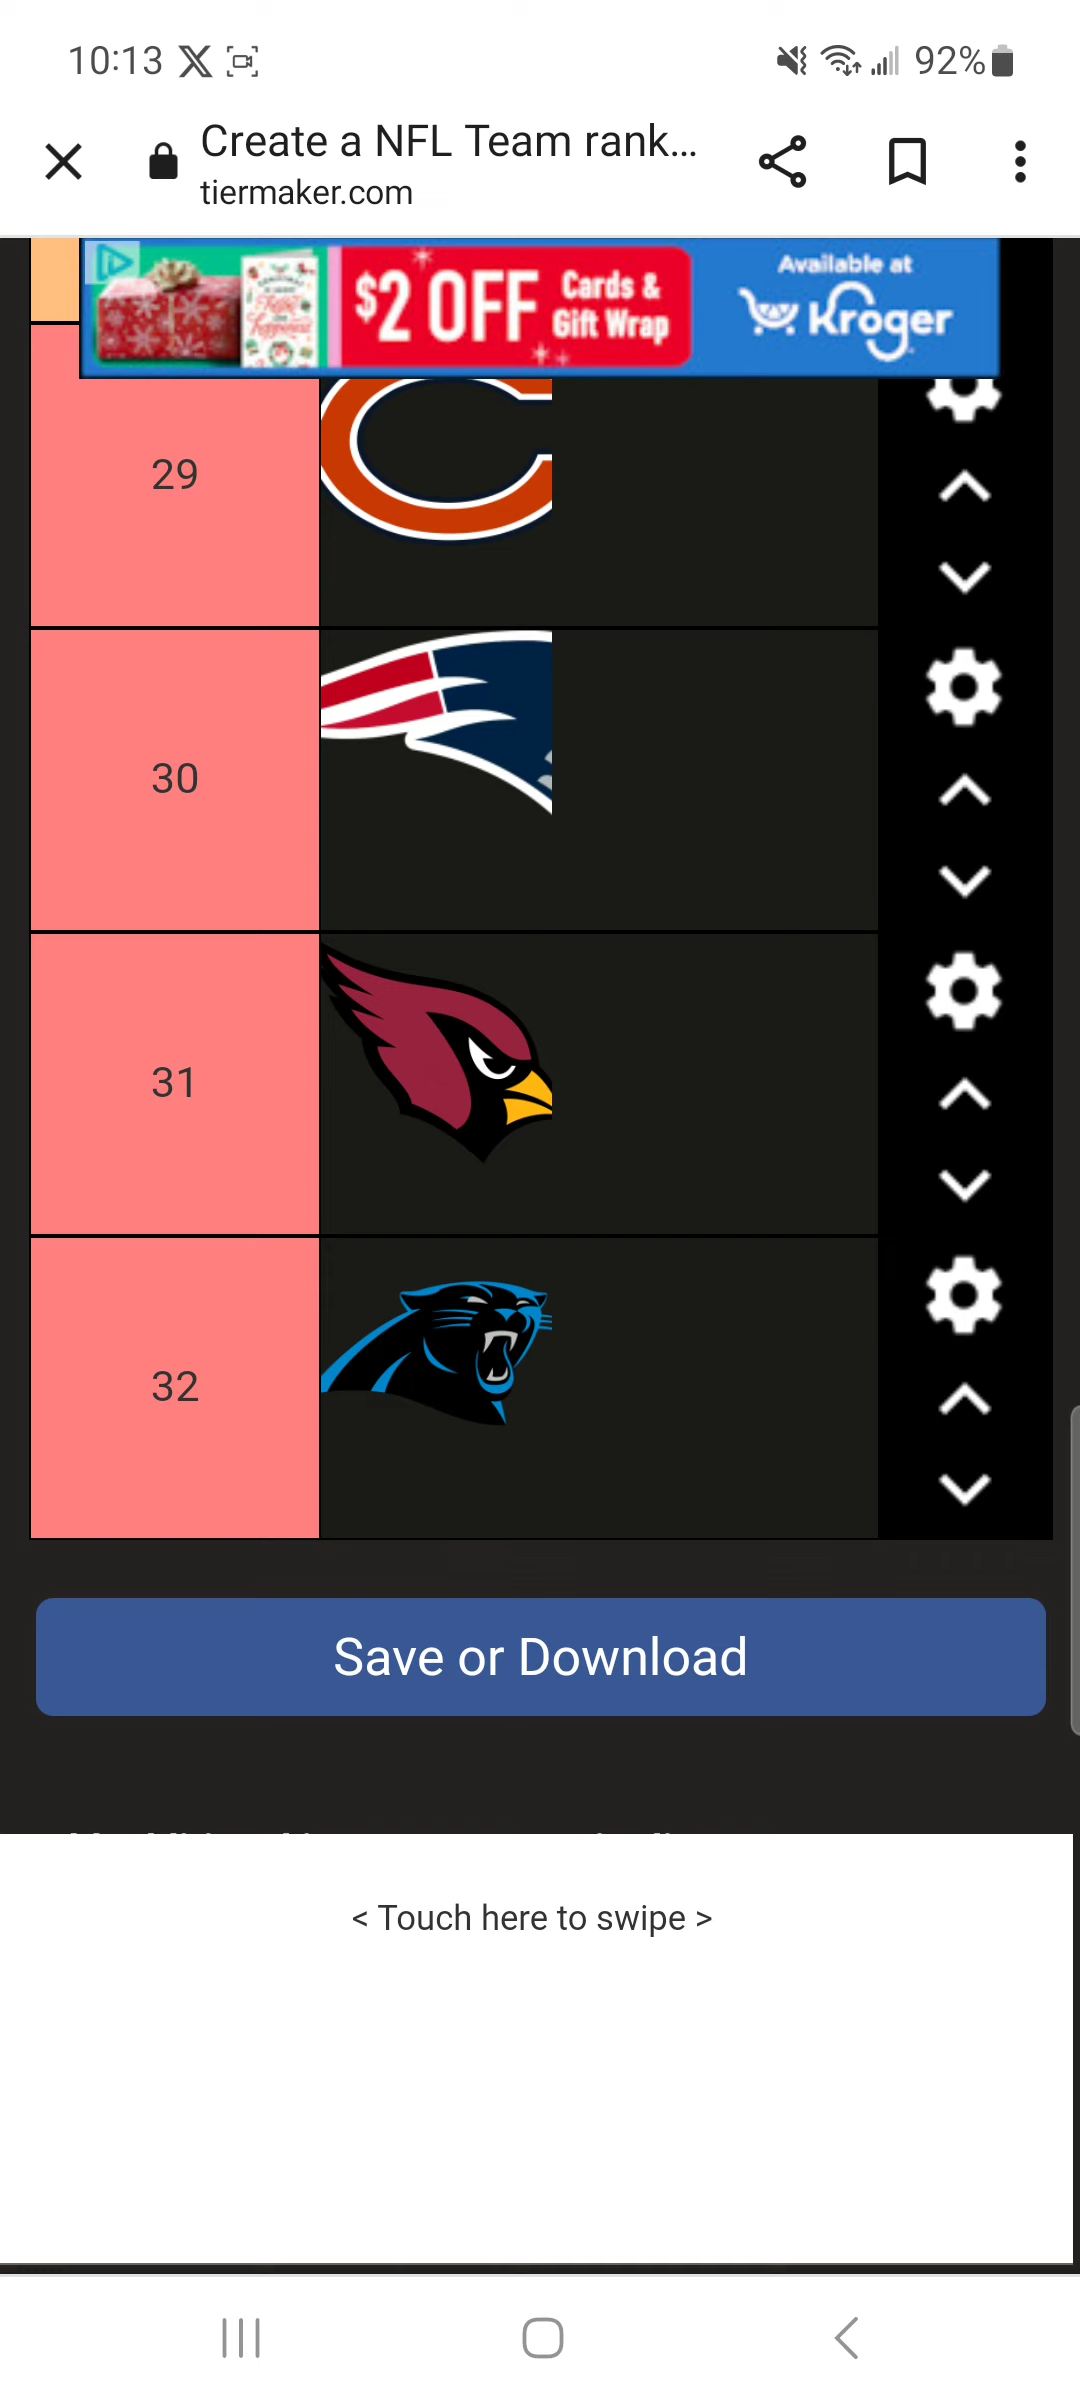 10:13
92%
Create a NFL Team rank...
tiermaker.com
$2 OFF
Cards &
Gift Wrap
Available at
Kroger
29
30
31
32
Save or Download
< Touch here to swipe >